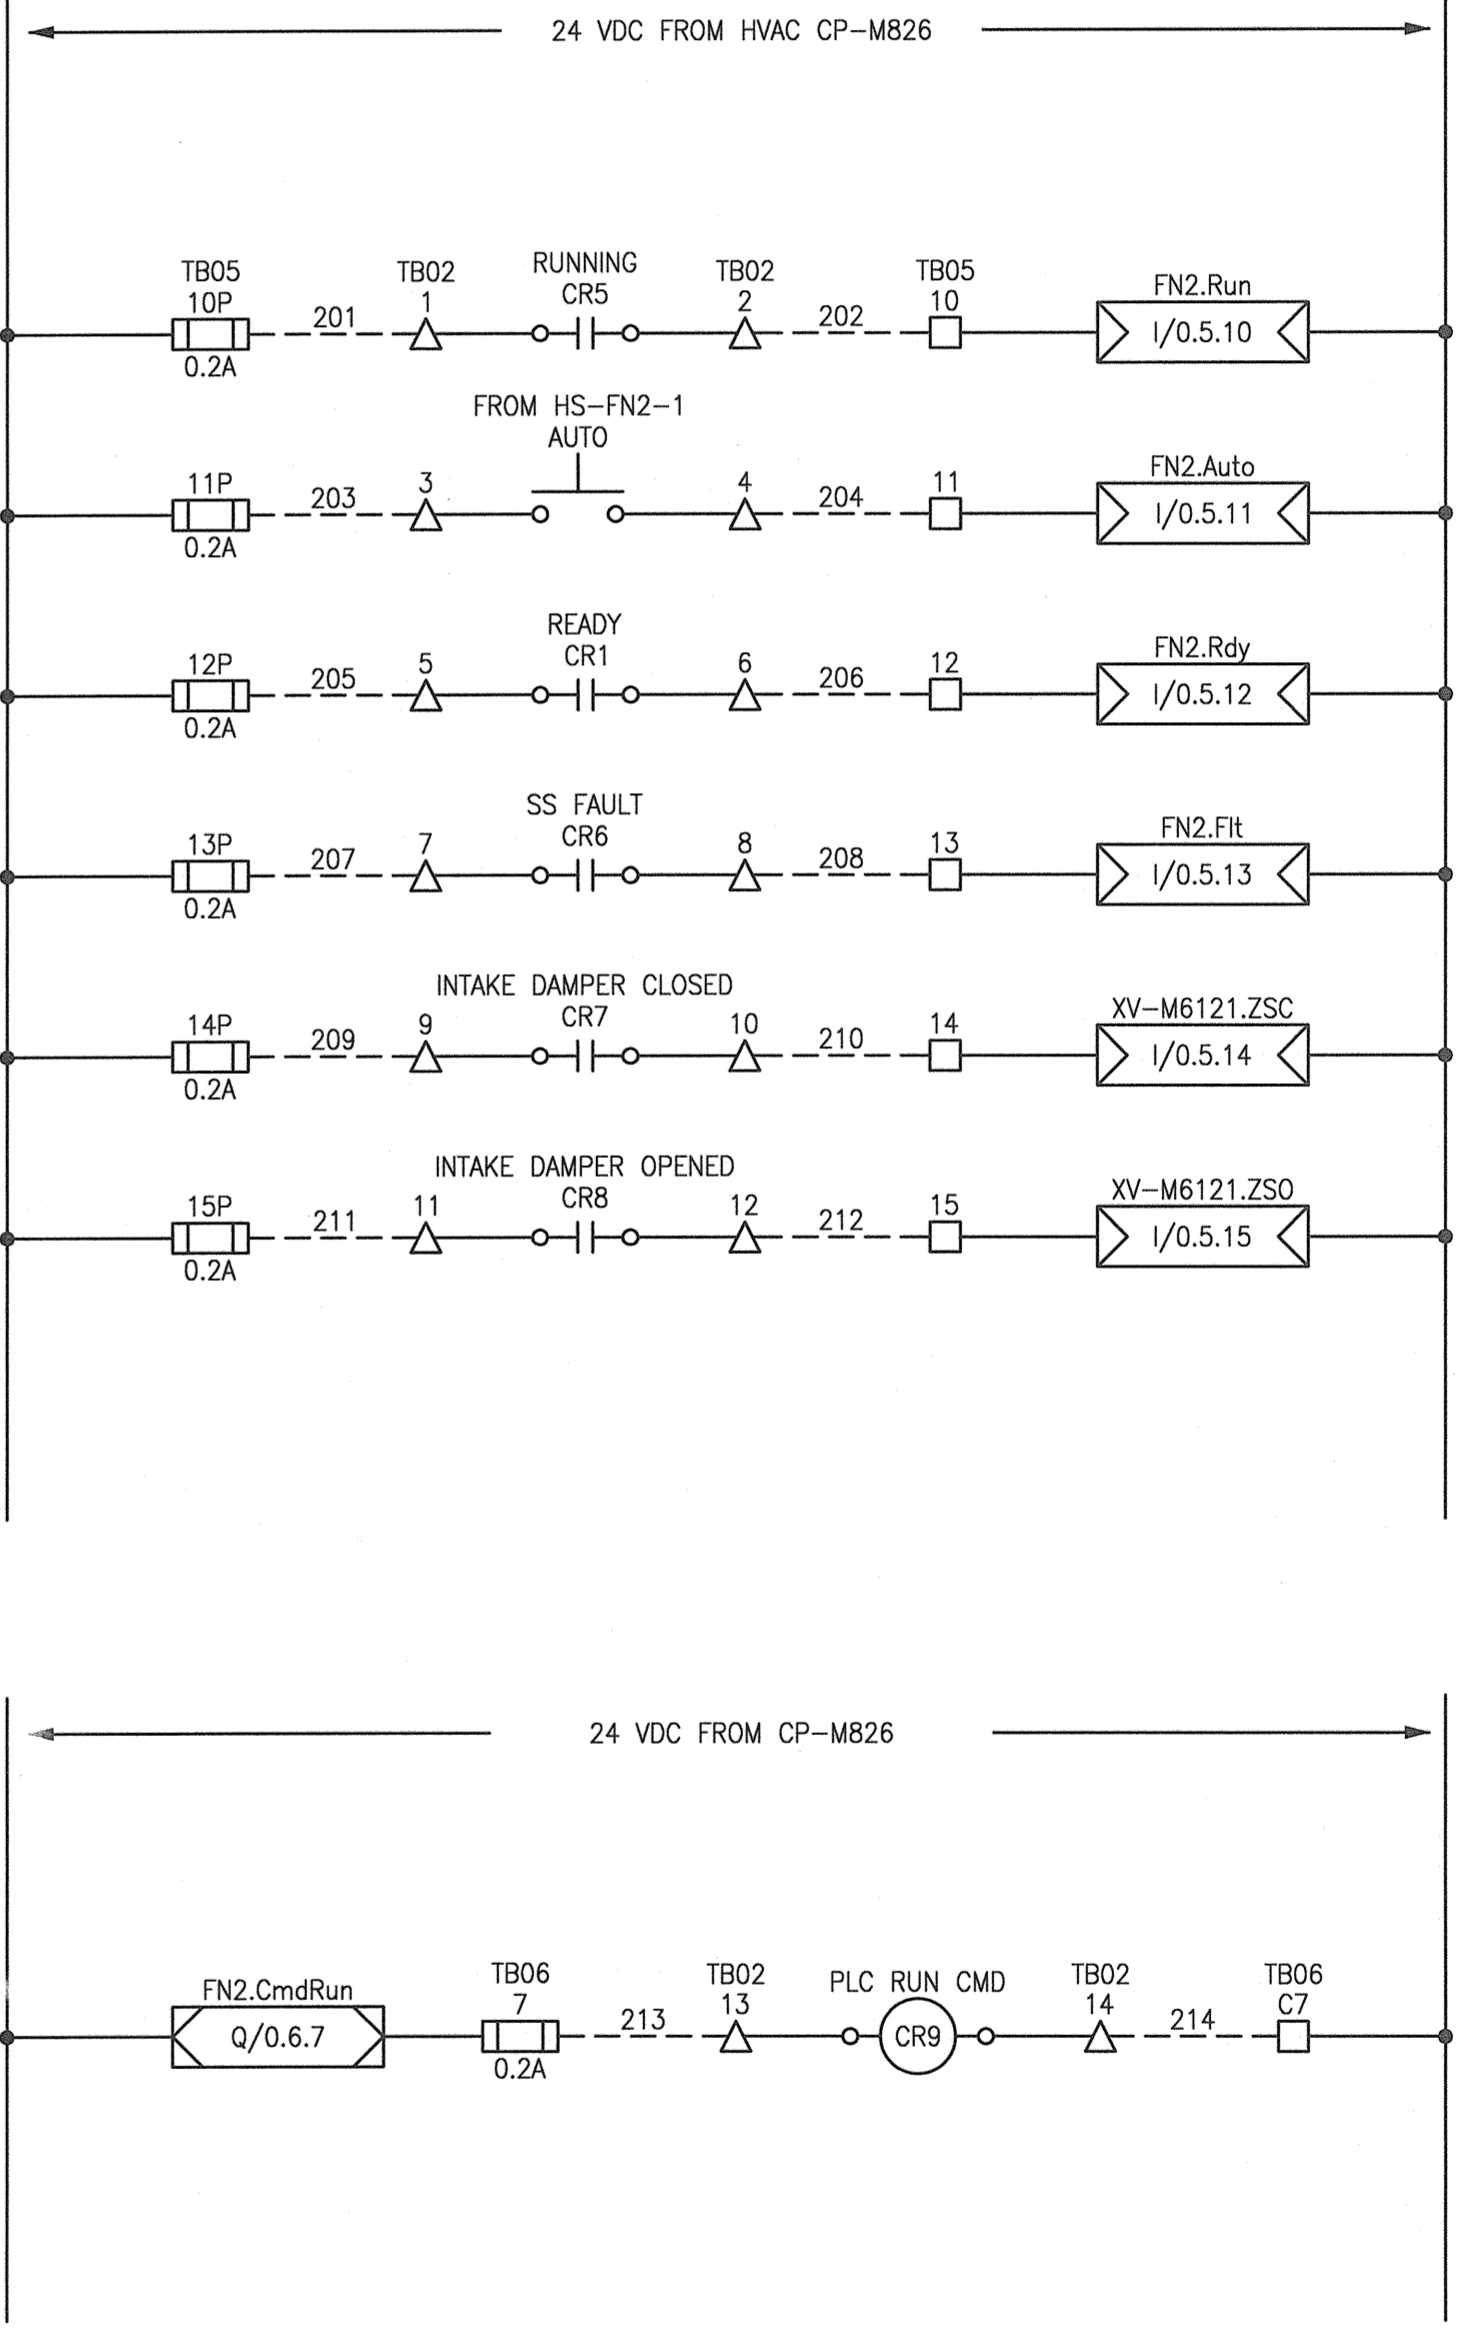 24 VDC FROM HVAC CP-M826
TB05
10P
0.2A
201
TB02
1
RUNNING
CR5
TB02
2
202
TB05
10
FN2.Run
I/0.5.10
FROM HS-FN2-1
AUTO
11P
0.2A
203
3
4
204
11
FN2.Auto
I/0.5.11
READY
CR1
12P
0.2A
205
5
6
206
12
FN2.Rdy
I/0.5.12
SS FAULT
CR6
13P
0.2A
207
7
8
208
13
FN2.Flt
I/0.5.13
INTAKE DAMPER CLOSED
CR7
14P
0.2A
209
9
10
210
14
XV-M6121.ZSC
I/0.5.14
INTAKE DAMPER OPENED
CR8
15P
0.2A
211
11
12
212
15
XV-M6121.ZSO
I/0.5.15
24 VDC FROM CP-M826
FN2.CmdRun
Q/0.6.7
TB06
7
0.2A
213
TB02
13
PLC RUN CMD
CR9
TB02
14
214
TB06
C7